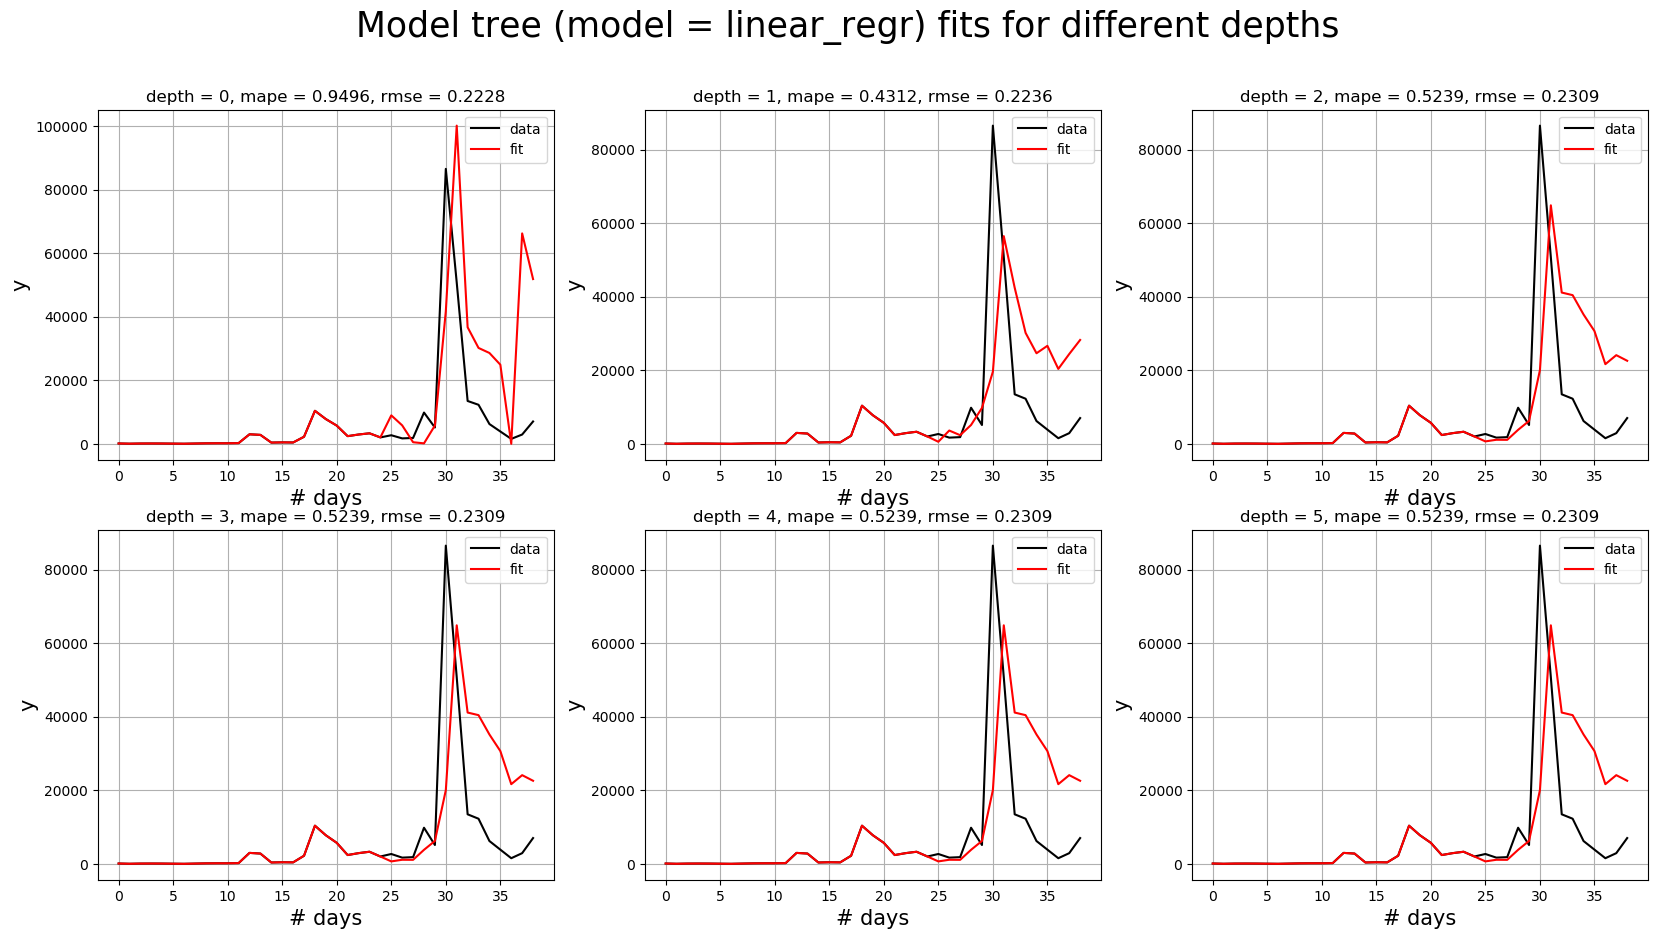 Model tree (model = linear_regr) fits for different depths
depth = 0, mape = 0.9496, rmse = 0.2228
data
fit
100000
80000
60000
40000
20000
0
y
0 5 10 15 20 25 30 35
# days
depth = 1, mape = 0.4312, rmse = 0.2236
data
fit
80000
60000
40000
20000
0
y
0 5 10 15 20 25 30 35
# days
depth = 2, mape = 0.5239, rmse = 0.2309
data
fit
80000
60000
40000
20000
0
y
0 5 10 15 20 25 30 35
# days
depth = 3, mape = 0.5239, rmse = 0.2309
data
fit
80000
60000
40000
20000
0
y
0 5 10 15 20 25 30 35
# days
depth = 4, mape = 0.5239, rmse = 0.2309
data
fit
80000
60000
40000
20000
0
y
0 5 10 15 20 25 30 35
# days
depth = 5, mape = 0.5239, rmse = 0.2309
data
fit
80000
60000
40000
20000
0
y
0 5 10 15 20 25 30 35
# days